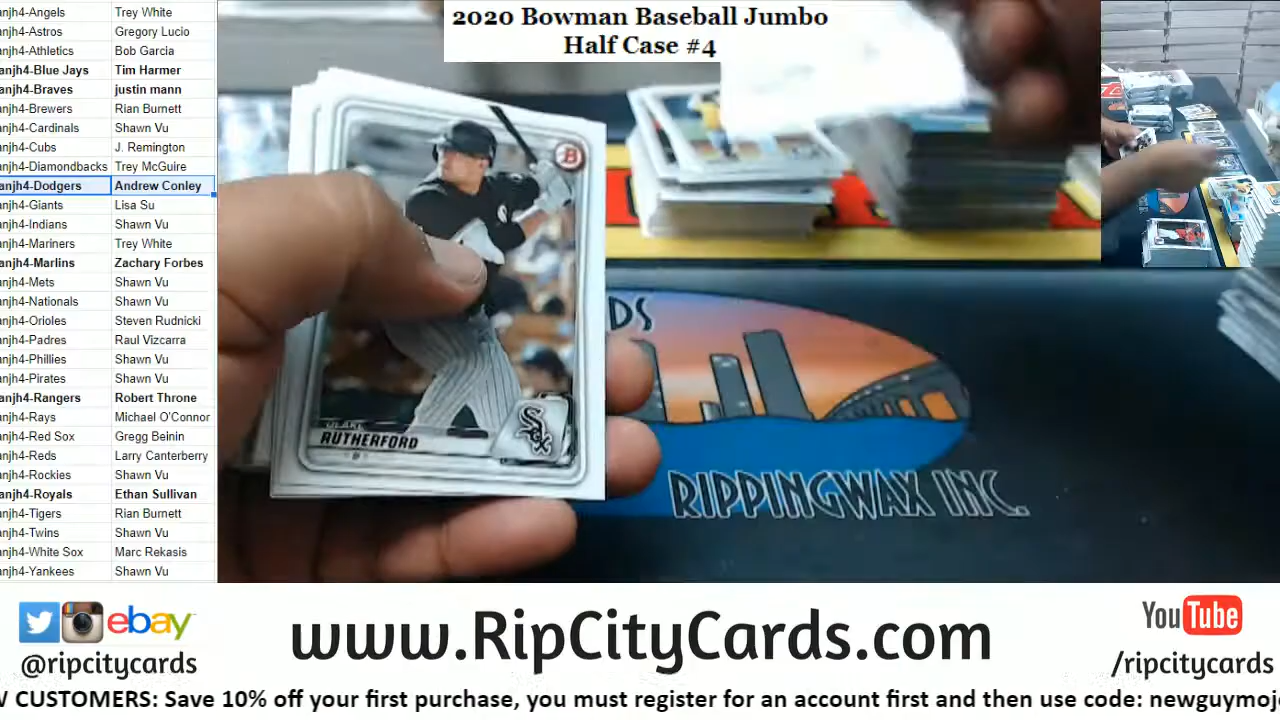 anjh4-Angels Trey White
anjh4-Astros Gregory Lucio
anjh4-Athletics Bob Garcia
anjh4-Blue Jays Tim Harmer
anjh4-Braves justin mann
anjh4-Brewers Rian Burnett
anjh4-Cardinals Shawn Vu
anjh4-Cubs J. Remington
anjh4-Diamondbacks Trey McGuire
anjh4-Dodgers Andrew Conley
anjh4-Giants Lisa Su
anjh4-Indians Shawn Vu
anjh4-Mariners Trey White
anjh4-Marlins Zachary Forbes
anjh4-Mets Shawn Vu
anjh4-Nationals Shawn Vu
anjh4-Orioles Steven Rudnicki
anjh4-Padres Raul Vizcarra
anjh4-Phillies Shawn Vu
anjh4-Pirates Shawn Vu
anjh4-Rangers Robert Throne
anjh4-Rays Michael O'Connor
anjh4-Red Sox Gregg Beinin
anjh4-Reds Larry Canterberry
anjh4-Rockies Shawn Vu
anjh4-Royals Ethan Sullivan
anjh4-Tigers Rian Burnett
anjh4-Twins Shawn Vu
anjh4-White Sox Marc Rekasis
anjh4-Yankees Shawn Vu
2020 Bowman Baseball Jumbo
Half Case #4
B
BLAKE
RUTHERFORD
SOX
DS
RIPPINGWAX INC.
ebay
@ripcitycards
www.RipCityCards.com
YouTube
/ripcitycards
W CUSTOMERS: Save 10% off your first purchase, you must register for an account first and then use code: newguymojo